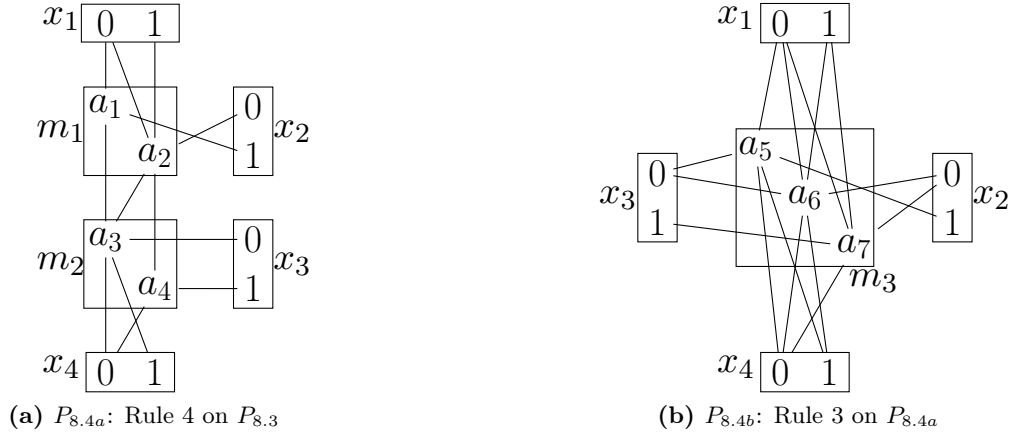 x₁ 0 1
a₁ 0
m₁ x₂
a₂ 1
a₃ 0
m₂ x₃
a₄ 1
x₄ 0 1
(a) P₈.₄ₐ: Rule 4 on P₈.₃
x₁ 0 1
a₅
0 0
x₃ a₆ x₂
1 1
a₇
m₃
x₄ 0 1
(b) P₈.₄b: Rule 3 on P₈.₄ₐ